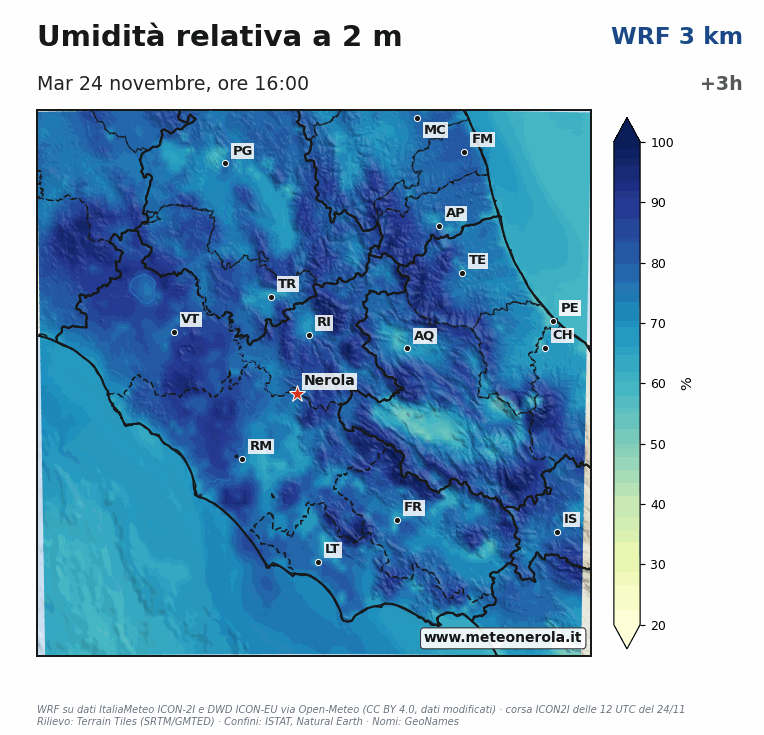 Umidità relativa a 2 m
WRF 3 km
Mar 24 novembre, ore 16:00
+3h
MC
FM
PG
AP
TE
TR
VT
RI
PE
CH
AQ
Nerola
RM
FR
IS
LT
www.meteonerola.it
100
90
80
70
60
50
40
30
20
%
WRF su dati ItaliaMeteo ICON-2I e DWD ICON-EU via Open-Meteo (CC BY 4.0, dati modificati) · corsa ICON2I delle 12 UTC del 24/11
Rilievo: Terrain Tiles (SRTM/GMTED) · Confini: ISTAT, Natural Earth · Nomi: GeoNames